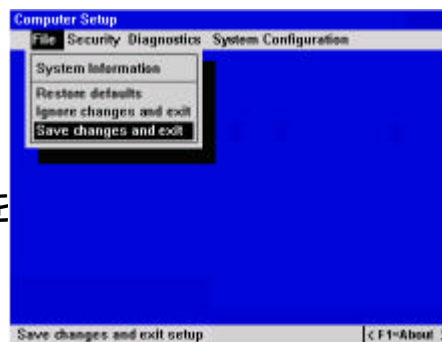 Computer Setup
File Security Diagnostics System Configuration
System Information
Restore defaults
Ignore changes and exit
Save changes and exit
を
Save changes and exit setup
<F1=About